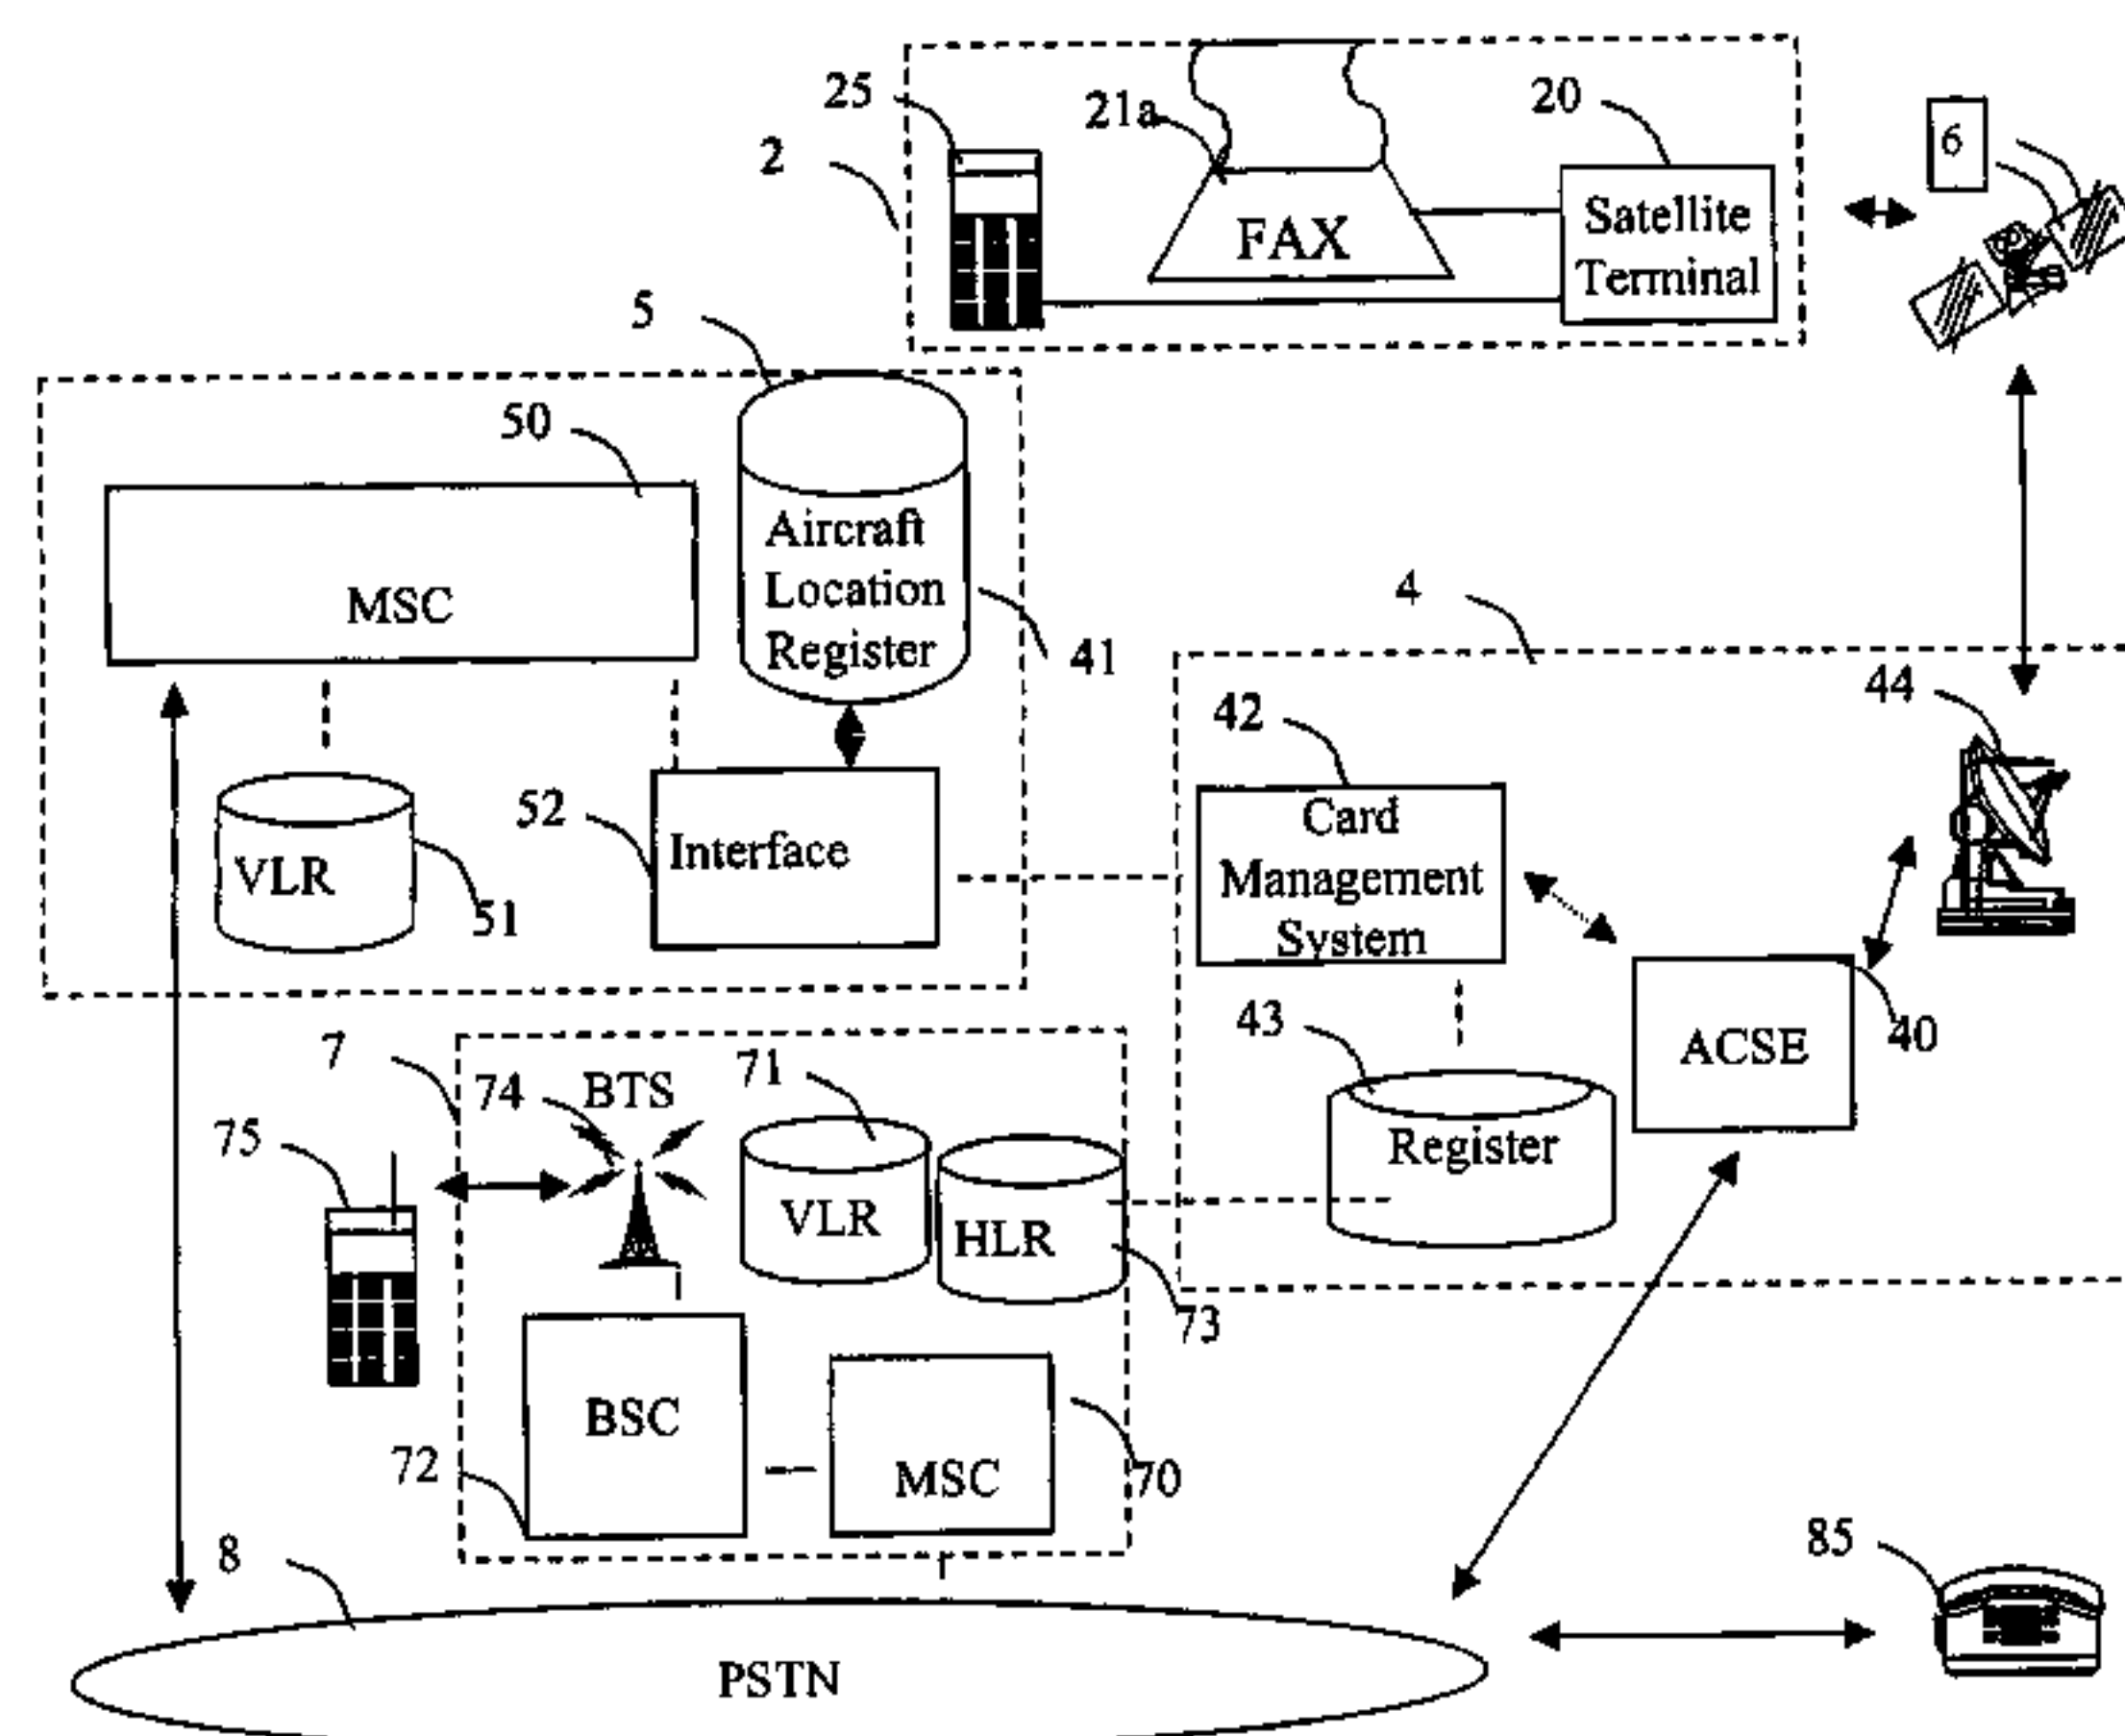 25
21a
20
6
2
FAX
Satellite
Terminal
5
50
Aircraft
Location
Register
MSC
41
4
44
42
52
Card
Management
System
Interface
VLR
51
40
ACSE
43
Register
7
74
BTS
71
75
VLR
HLR
73
BSC
72
MSC
70
8
85
PSTN